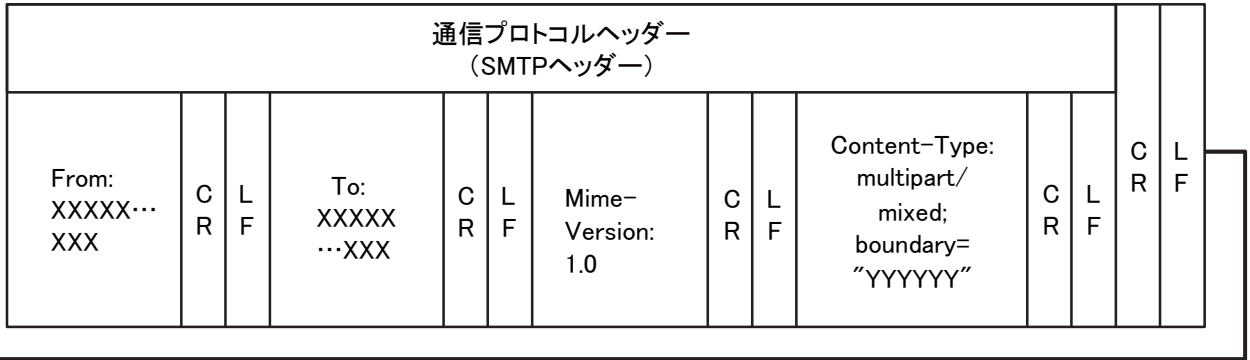 通信プロトコルヘッダー
（SMTPヘッダー）
From:
XXXXX…
XXX
C
R
L
F
To:
XXXXX
…XXX
C
R
L
F
Mime-
Version:
1.0
C
R
L
F
Content-Type:
multipart/
mixed;
boundary=
"YYYYYY"
C
R
L
F
C
R
L
F